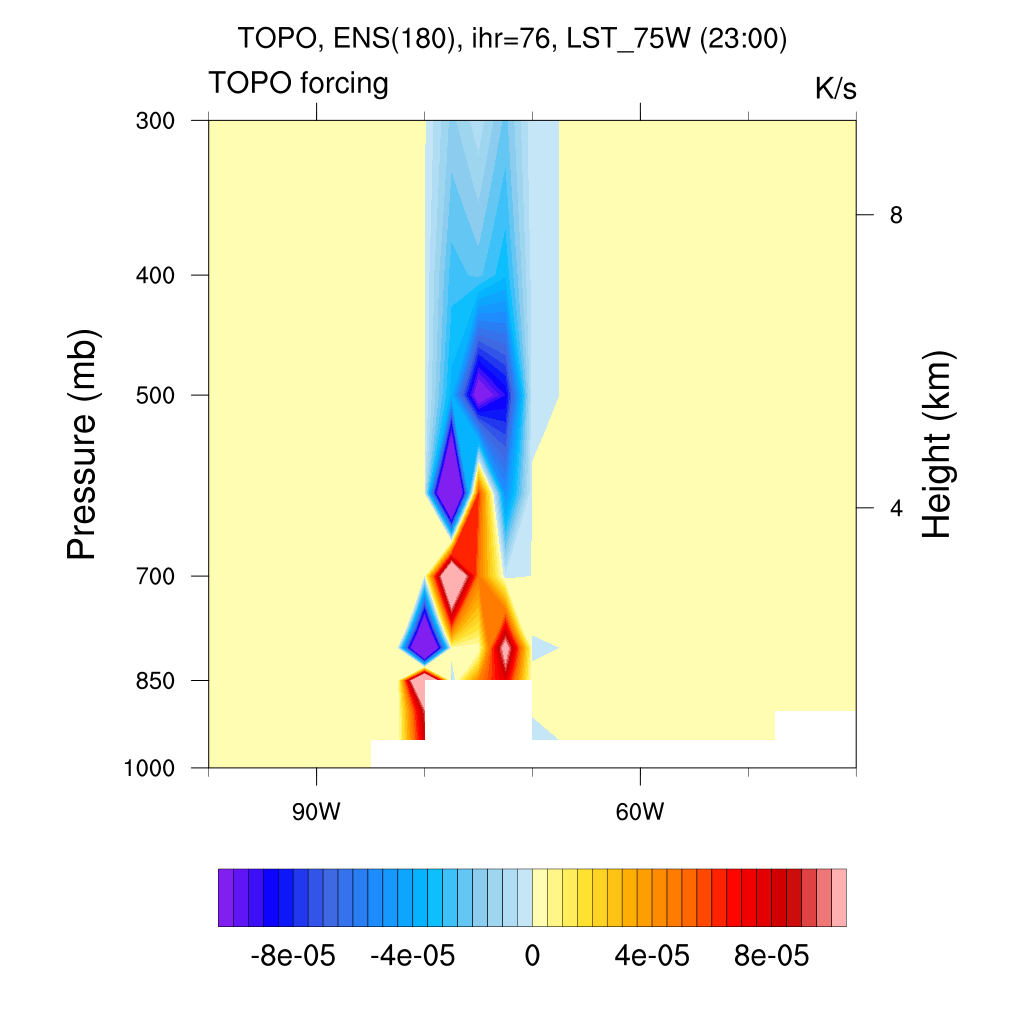 TOPO, ENS(180), ihr=76, LST_75W (23:00)
TOPO forcing
K/s
300
400
500
700
850
1000
Pressure (mb)
8
4
Height (km)
90W
60W
-8e-05
-4e-05
0
4e-05
8e-05